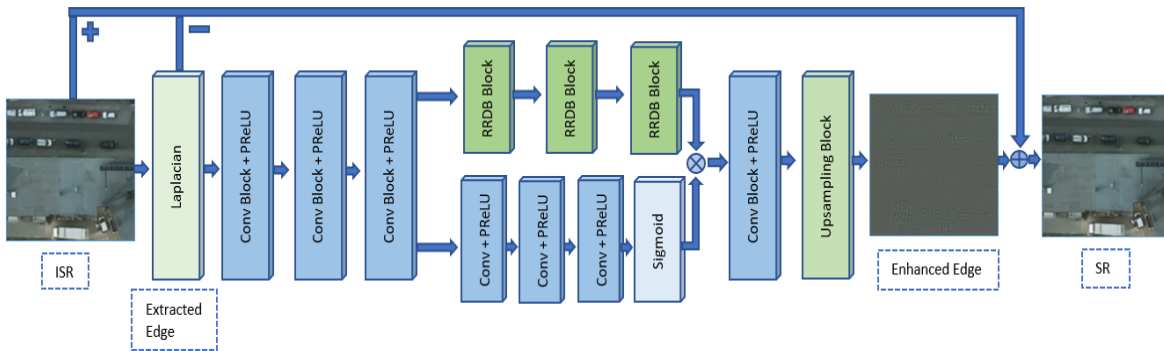 +
−
Laplacian
Conv Block + PReLU
Conv Block + PReLU
Conv Block + PReLU
RRDB Block
RRDB Block
RRDB Block
Conv + PReLU
Conv + PReLU
Conv + PReLU
Sigmoid
Conv Block + PReLU
Upsampling Block
ISR
Extracted
Edge
Enhanced Edge
SR